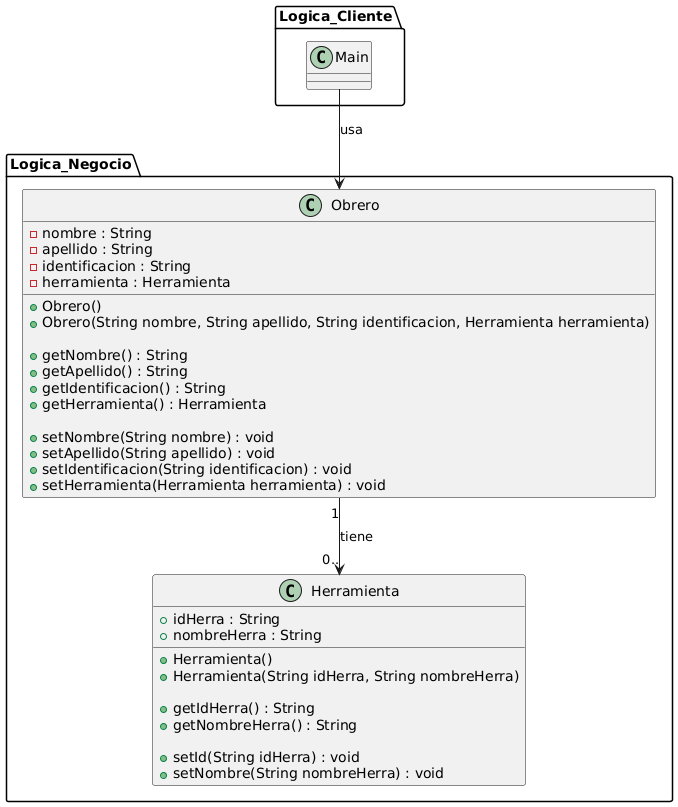 Logica_Cliente
C Main
usa
Logica_Negocio
C Obrero
nombre : String
apellido : String
identificacion : String
herramienta : Herramienta
Obrero()
Obrero(String nombre, String apellido, String identificacion, Herramienta herramienta)
getNombre() : String
getApellido() : String
getIdentificacion() : String
getHerramienta() : Herramienta
setNombre(String nombre) : void
setApellido(String apellido) : void
setIdentificacion(String identificacion) : void
setHerramienta(Herramienta herramienta) : void
1
tiene
0..
C Herramienta
idHerra : String
nombreHerra : String
Herramienta()
Herramienta(String idHerra, String nombreHerra)
getIdHerra() : String
getNombreHerra() : String
setId(String idHerra) : void
setNombre(String nombreHerra) : void